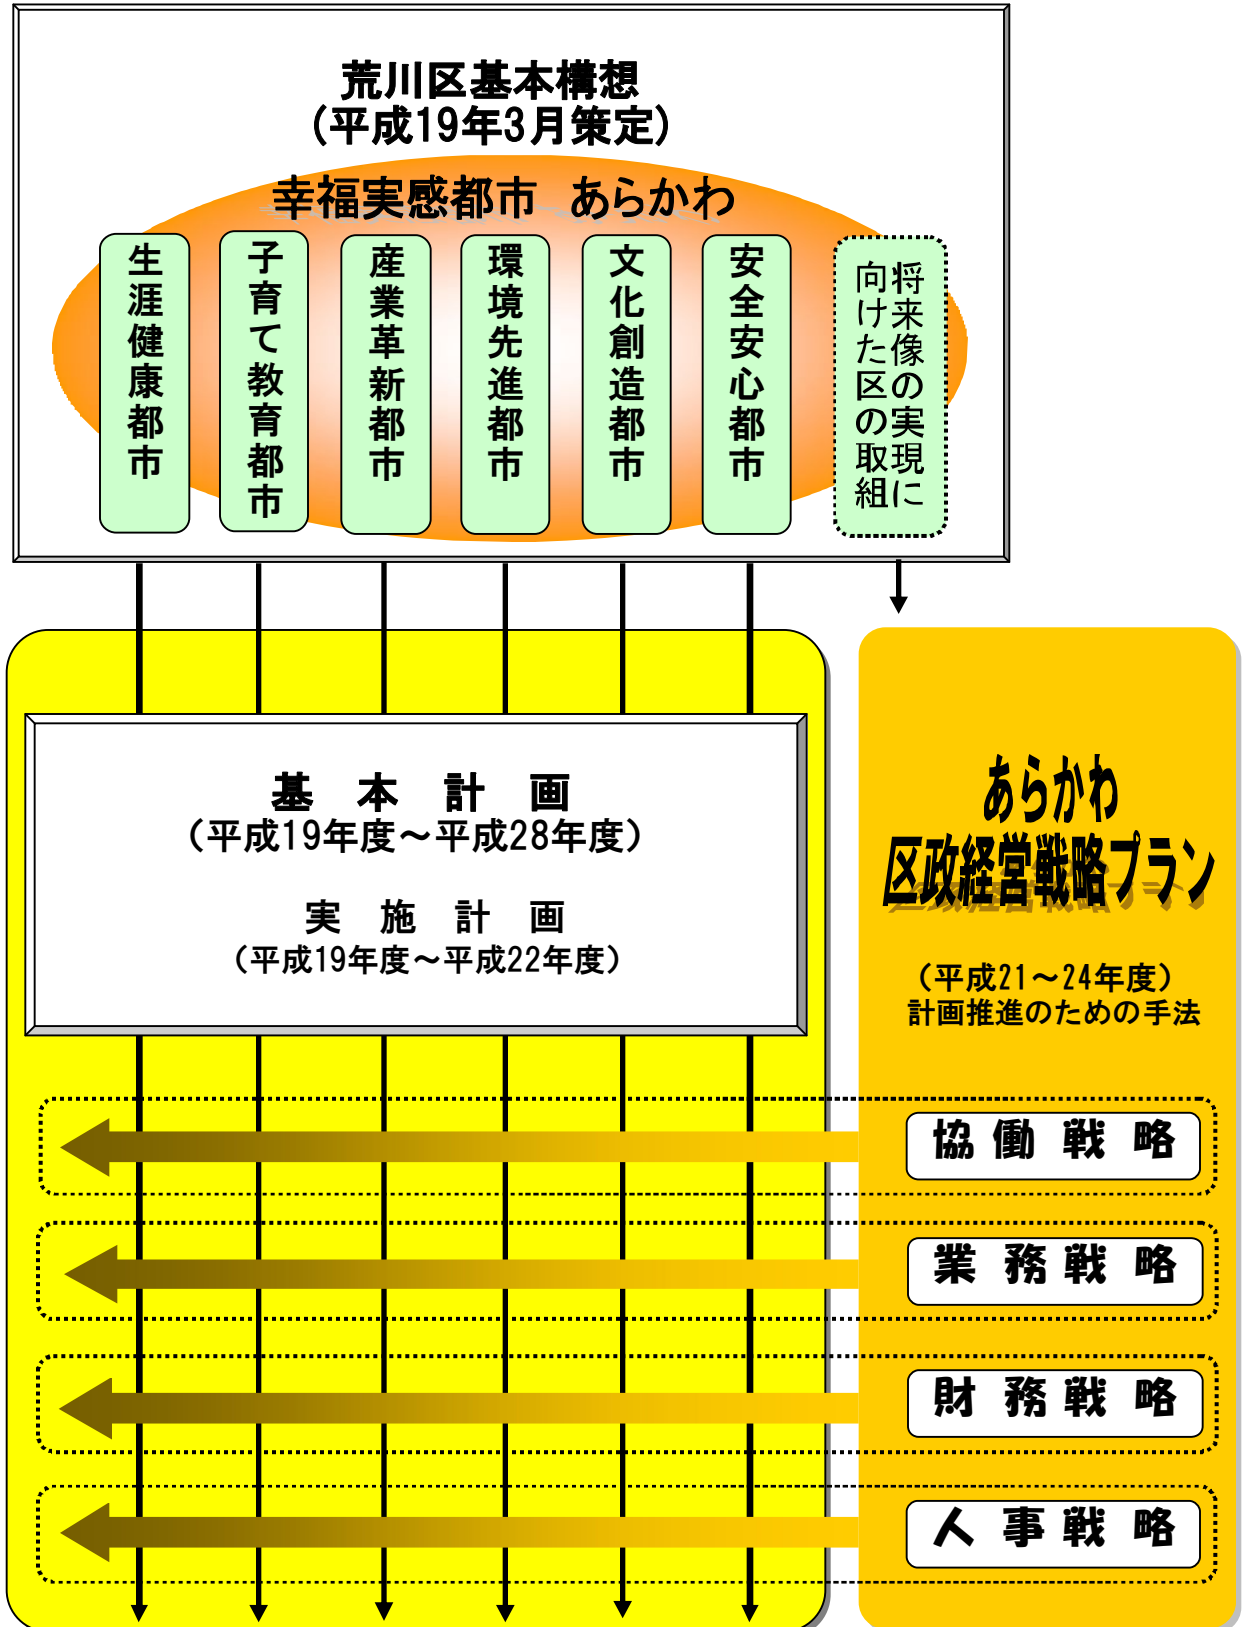 荒川区基本構想
（平成19年3月策定）
幸福実感都市　あらかわ
生涯健康都市
子育て教育都市
産業革新都市
環境先進都市
文化創造都市
安全安心都市
将来像の実現に
向けた区の取組
基　本　計　画
（平成19年度～平成28年度）
実　施　計　画
（平成19年度～平成22年度）
あらかわ
区政経営戦略プラン
（平成21～24年度）
計画推進のための手法
協 働 戦 略
業 務 戦 略
財 務 戦 略
人 事 戦 略